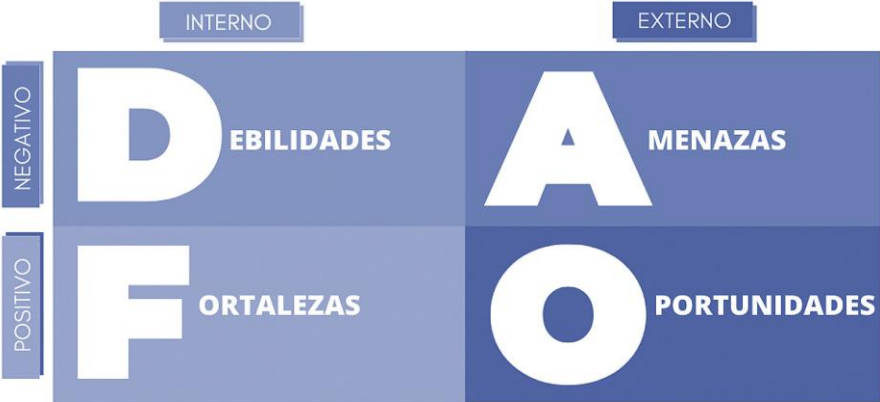 INTERNO EXTERNO
NEGATIVO
DEBILIDADES AMENAZAS
POSITIVO
FORTALEZAS OPORTUNIDADES